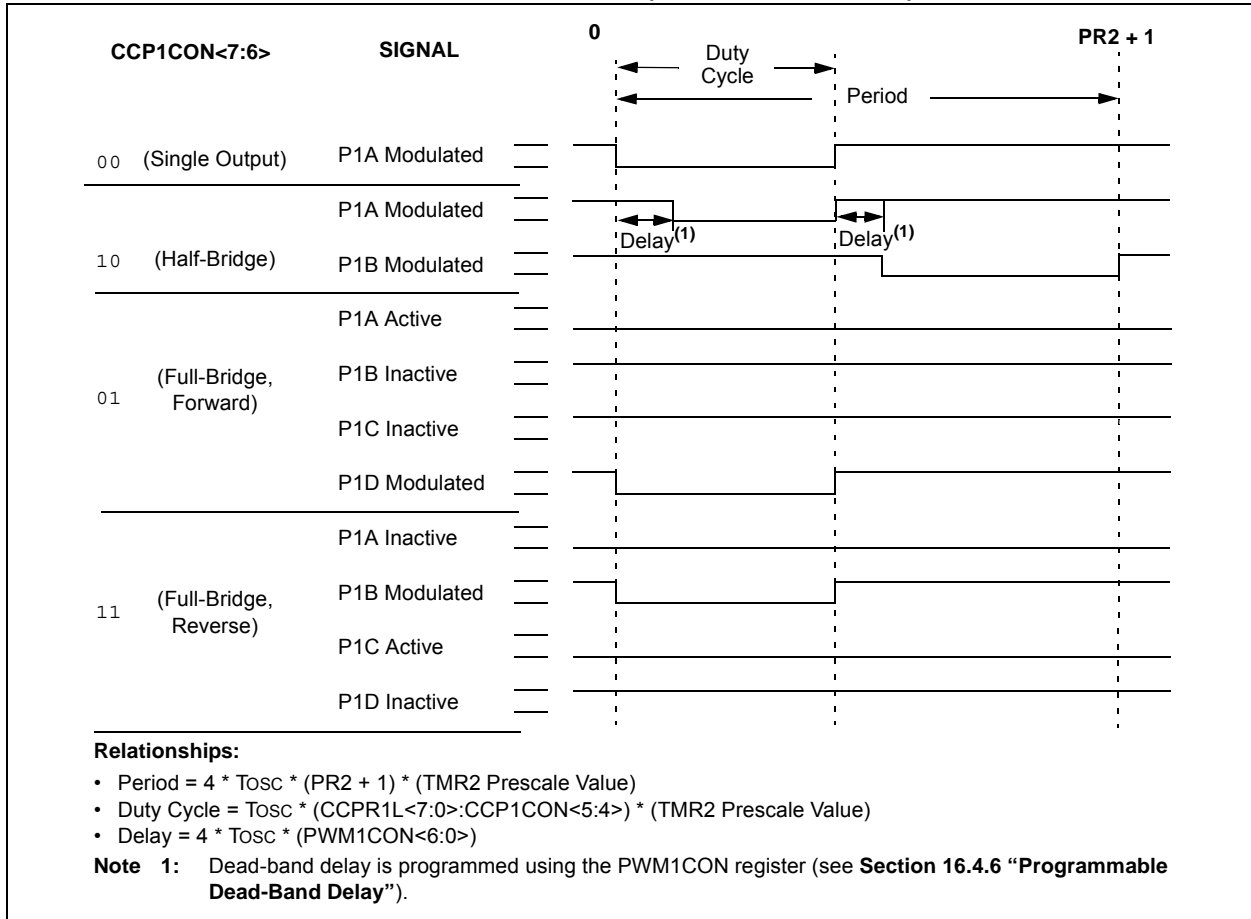 CCP1CON<7:6> SIGNAL 0 PR2 + 1
Duty
Cycle
Period
00 (Single Output) P1A Modulated
P1A Modulated
Delay(1) Delay(1)
10 (Half-Bridge) P1B Modulated
P1A Active
01 (Full-Bridge,
Forward)
P1B Inactive
P1C Inactive
P1D Modulated
P1A Inactive
11 (Full-Bridge,
Reverse)
P1B Modulated
P1C Active
P1D Inactive
Relationships:
• Period = 4 * TOSC * (PR2 + 1) * (TMR2 Prescale Value)
• Duty Cycle = TOSC * (CCPR1L<7:0>:CCP1CON<5:4>) * (TMR2 Prescale Value)
• Delay = 4 * TOSC * (PWM1CON<6:0>)
Note 1: Dead-band delay is programmed using the PWM1CON register (see Section 16.4.6 “Programmable
Dead-Band Delay”).